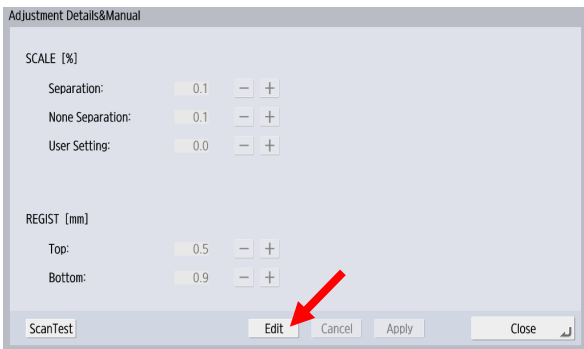 Adjustment Details&Manual
SCALE [%]
Separation: 0.1 − +
None Separation: 0.1 − +
User Setting: 0.0 − +
REGIST [mm]
Top: 0.5 − +
Bottom: 0.9 − +
ScanTest Edit Cancel Apply Close